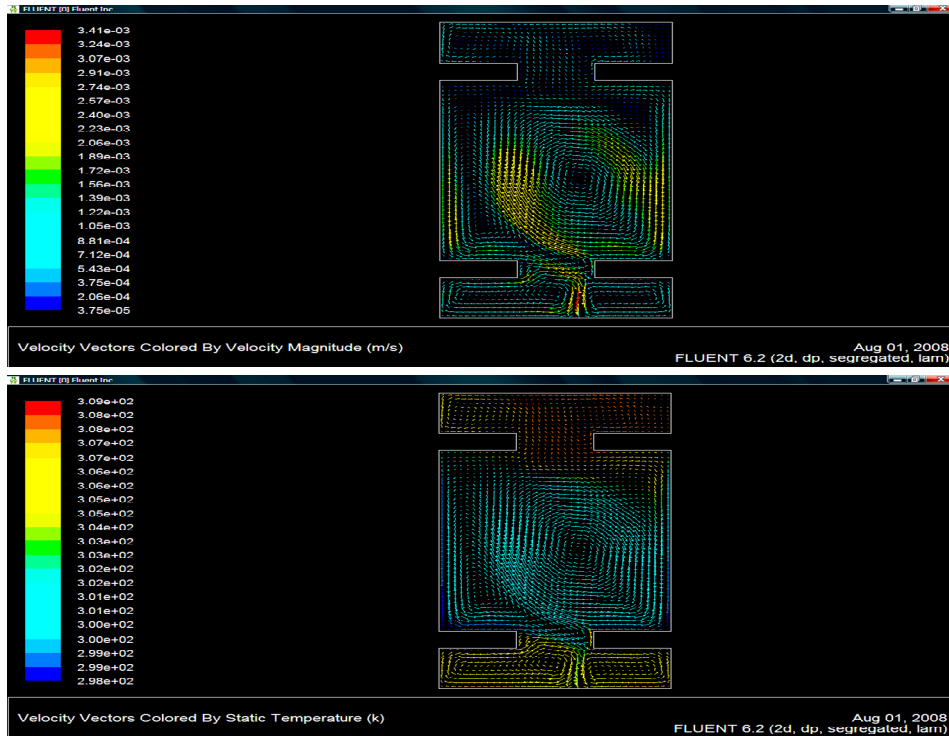 FLUENT [0] Fluent Inc
3.41e-03
3.24e-03
3.07e-03
2.91e-03
2.74e-03
2.57e-03
2.40e-03
2.23e-03
2.06e-03
1.89e-03
1.72e-03
1.56e-03
1.39e-03
1.22e-03
1.05e-03
8.81e-04
7.12e-04
5.43e-04
3.75e-04
2.06e-04
3.75e-05
Velocity Vectors Colored By Velocity Magnitude (m/s)
Aug 01, 2008
FLUENT 6.2 (2d, dp, segregated, lam)
FLUENT [0] Fluent Inc
3.09e+02
3.08e+02
3.08e+02
3.07e+02
3.07e+02
3.06e+02
3.06e+02
3.05e+02
3.05e+02
3.04e+02
3.03e+02
3.03e+02
3.02e+02
3.02e+02
3.01e+02
3.01e+02
3.00e+02
3.00e+02
2.99e+02
2.99e+02
2.98e+02
Velocity Vectors Colored By Static Temperature (k)
Aug 01, 2008
FLUENT 6.2 (2d, dp, segregated, lam)